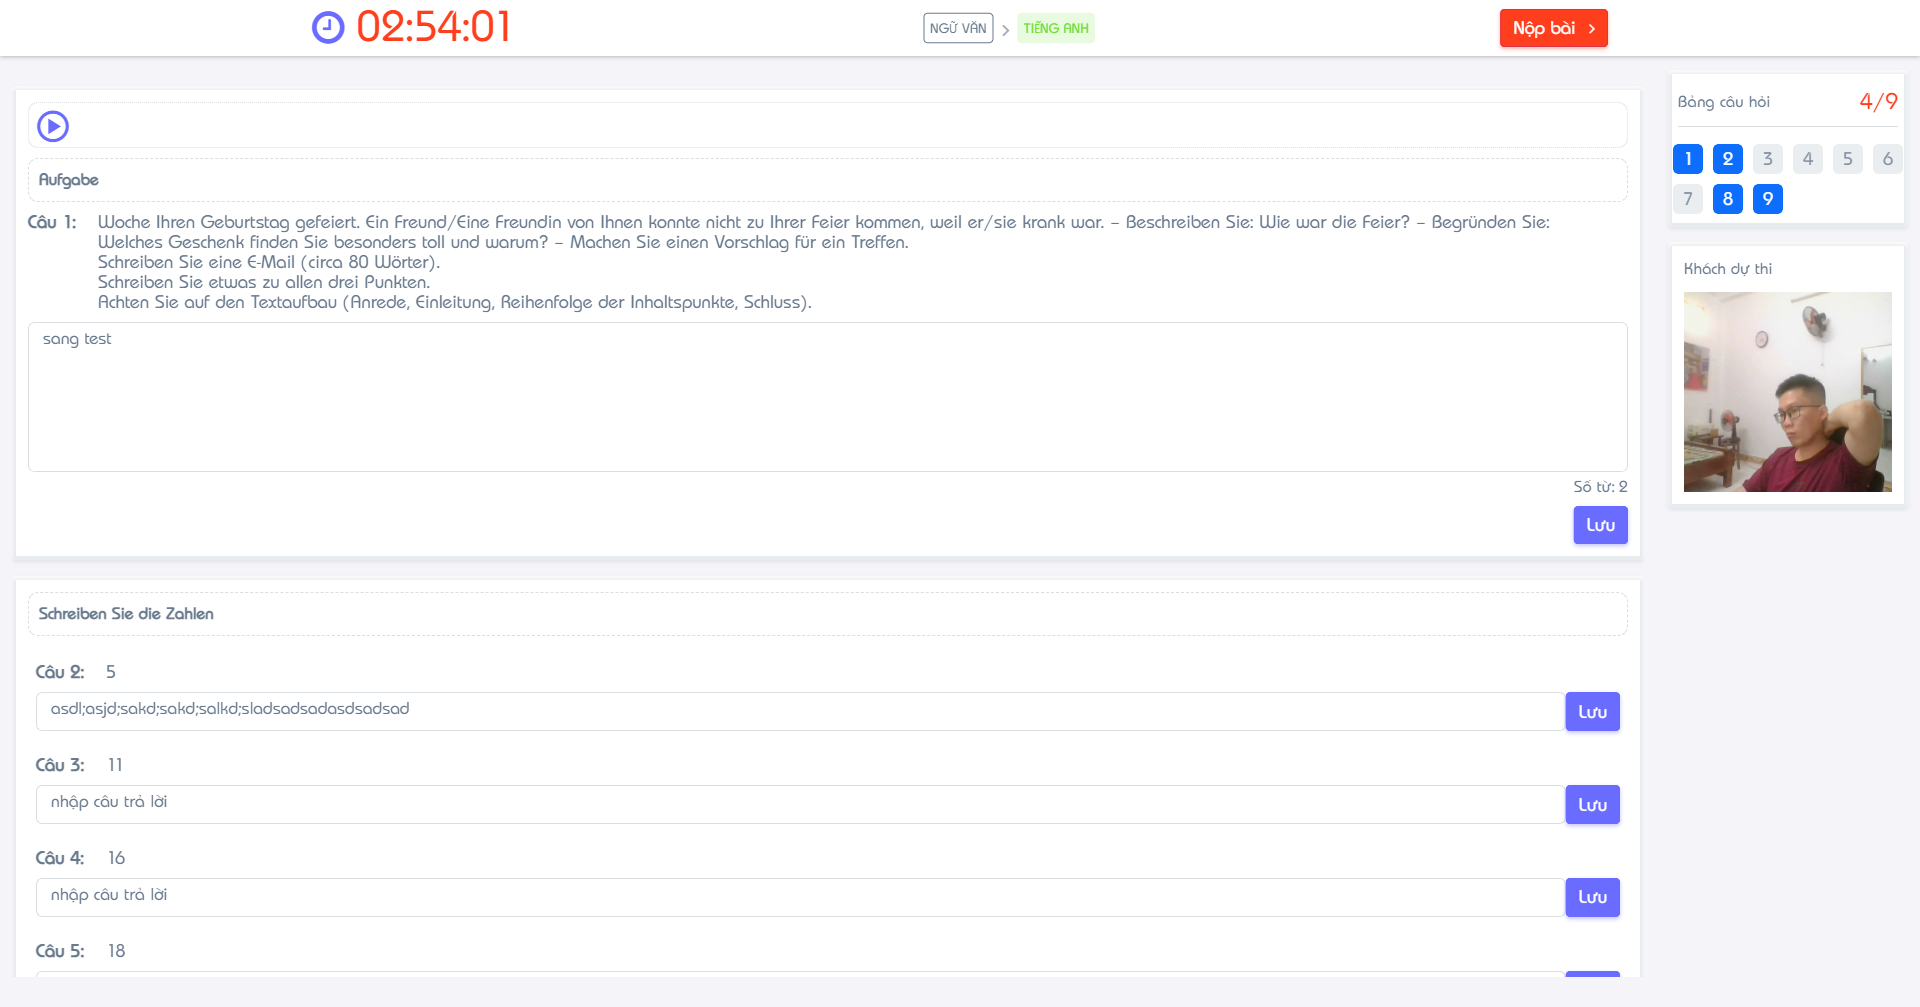 02:54:01
NGỮ VĂN
TIẾNG ANH
Nộp bài
Aufgabe
Câu 1: Woche Ihren Geburtstag gefeiert. Ein Freund/Eine Freundin von Ihnen konnte nicht zu Ihrer Feier kommen, weil er/sie krank war. – Beschreiben Sie: Wie war die Feier? – Begründen Sie:
Welches Geschenk finden Sie besonders toll und warum? – Machen Sie einen Vorschlag für ein Treffen.
Schreiben Sie eine E-Mail (circa 80 Wörter).
Schreiben Sie etwas zu allen drei Punkten.
Achten Sie auf den Textaufbau (Anrede, Einleitung, Reihenfolge der Inhaltspunkte, Schluss).
sang test
Số từ: 2
Lưu
Schreiben Sie die Zahlen
Câu 2: 5
asdl;asjd;sakd;sakd;salkd;sladsadsadasdsadsad
Lưu
Câu 3: 11
nhập câu trả lời
Lưu
Câu 4: 16
nhập câu trả lời
Lưu
Câu 5: 18
Bảng câu hỏi
4/9
1 2 3 4 5 6
7 8 9
Khách dự thi